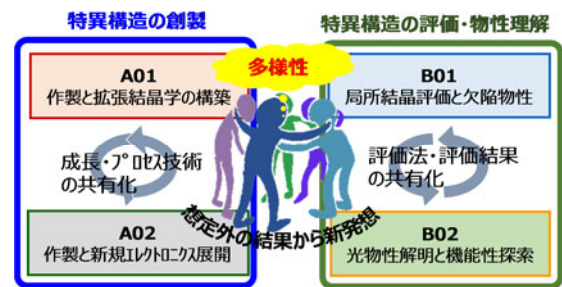 特異構造の創製
特異構造の評価・物性理解
多様性
A01
作製と拡張結晶学の構築
B01
局所結晶評価と欠陥物性
成長・ﾌﾟﾛｾｽ技術
の共有化
評価法・評価結果
の共有化
想定外の結果から新発想
A02
作製と新規ｴﾚｸﾄﾛﾆｸｽ展開
B02
光物性解明と機能性探索